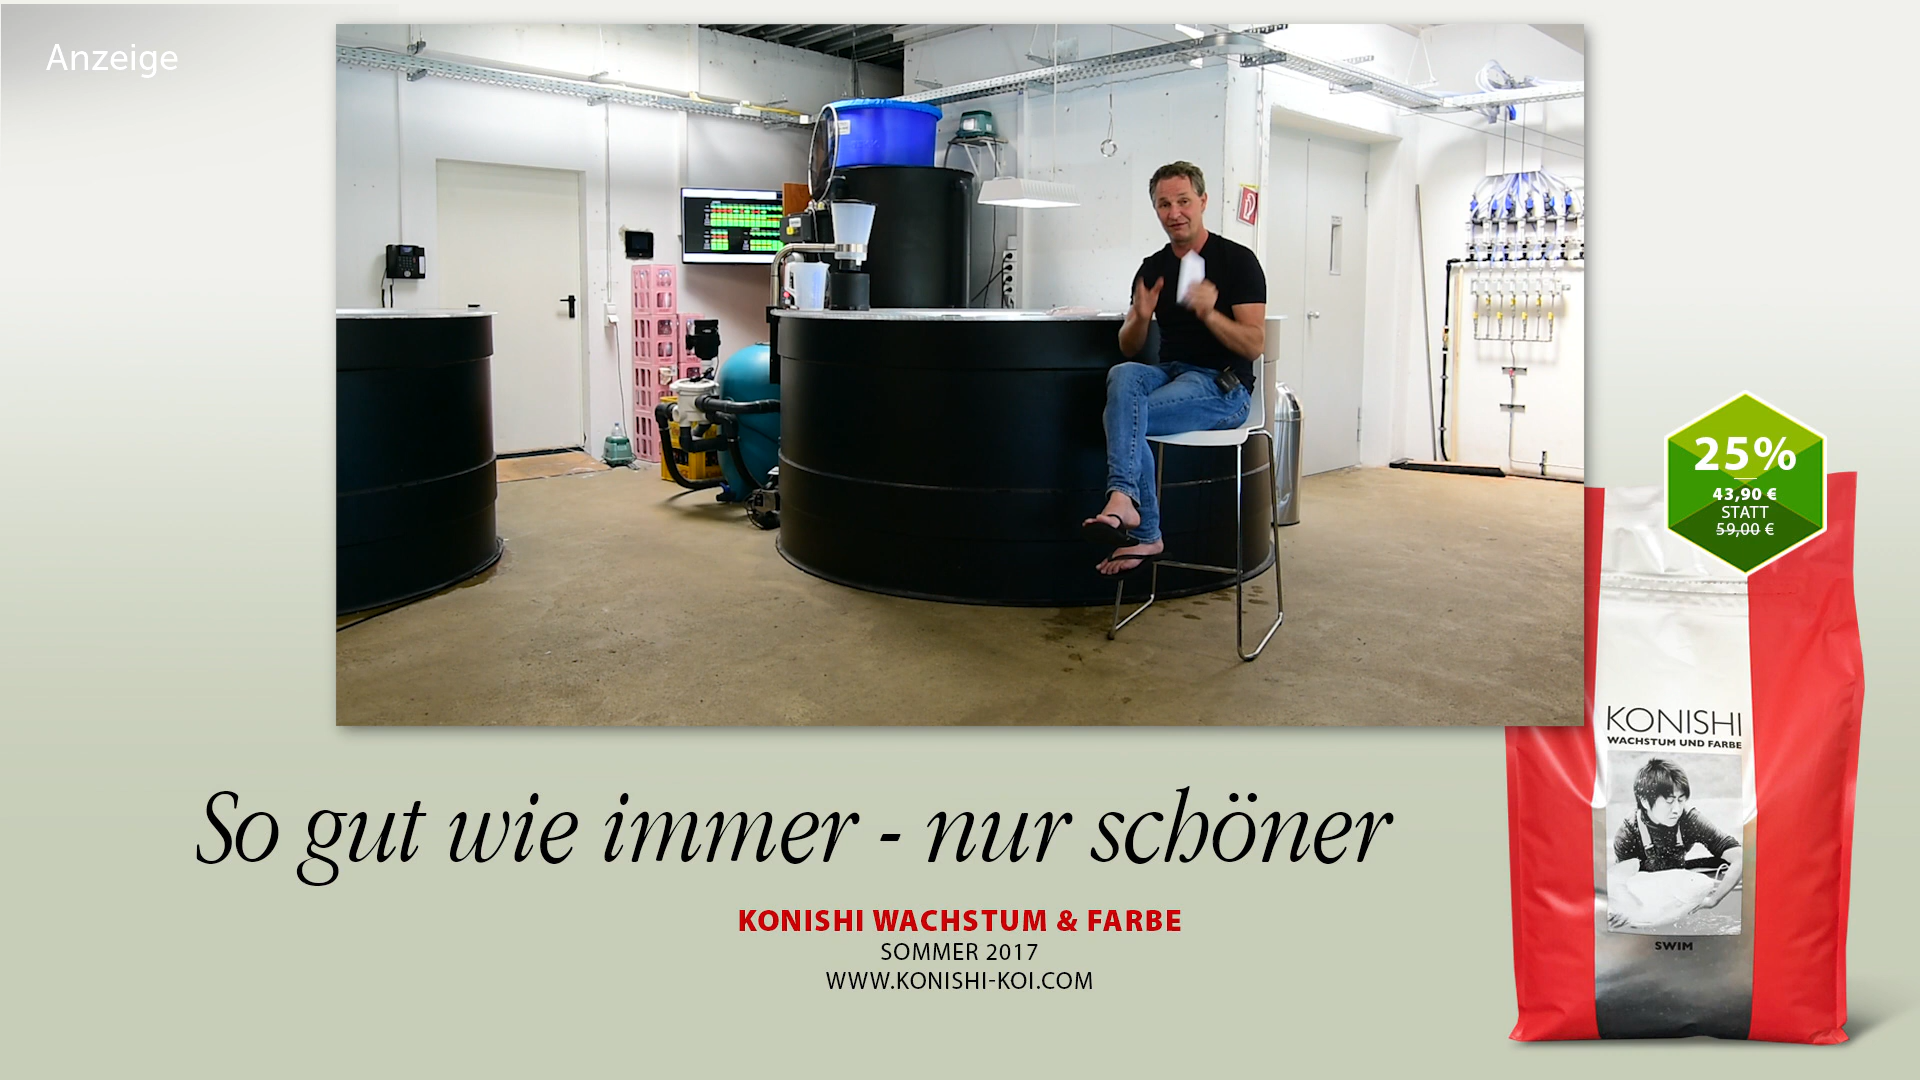 Anzeige
25%
43,90 €
STATT
59,00 €
KONISHI
WACHSTUM UND FARBE
SWIM
So gut wie immer - nur schöner
KONISHI WACHSTUM & FARBE
SOMMER 2017
WWW.KONISHI-KOI.COM